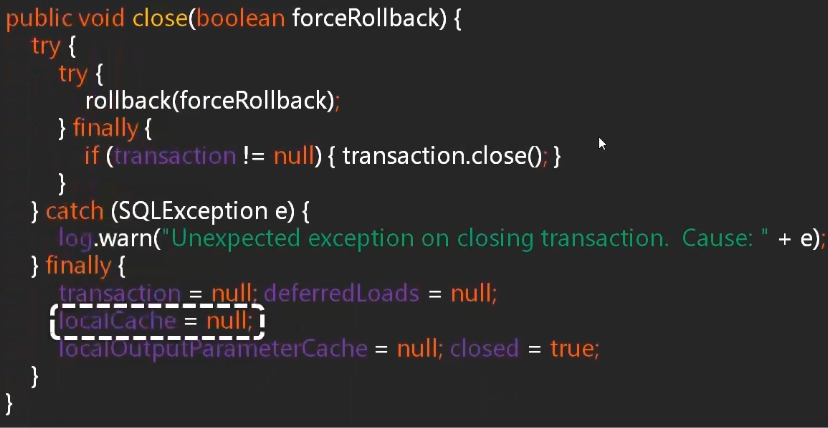 public void close(boolean forceRollback) {
try {
try {
rollback(forceRollback);
} finally {
if (transaction != null) { transaction.close(); }
}
} catch (SQLException e) {
log.warn("Unexpected exception on closing transaction.  Cause: " + e);
} finally {
transaction = null; deferredLoads = null;
localCache = null;
localOutputParameterCache = null; closed = true;
}
}